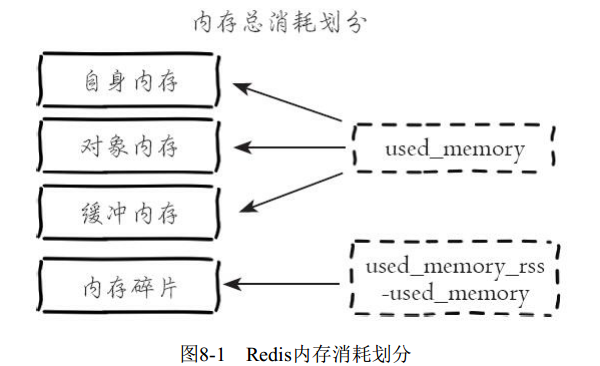 内存总消耗划分
自身内存
对象内存
used_memory
缓冲内存
used_memory_rss
-used_memory
内存碎片
图8-1 Redis内存消耗划分